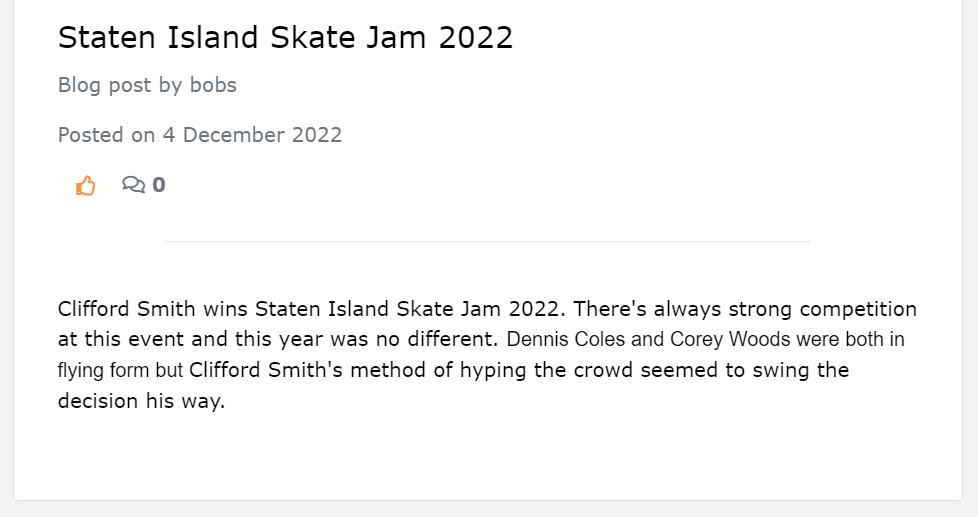 Staten Island Skate Jam 2022
Blog post by bobs
Posted on 4 December 2022
0
Clifford Smith wins Staten Island Skate Jam 2022. There's always strong competition
at this event and this year was no different. Dennis Coles and Corey Woods were both in
flying form but Clifford Smith's method of hyping the crowd seemed to swing the
decision his way.